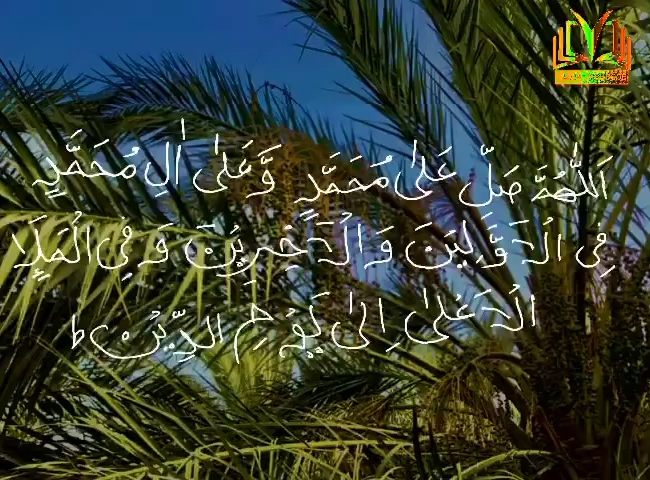 اَللّٰهُمَّ صَلِّ عَلٰى مُحَمَّدٍ وَّعَلٰى اٰلِ مُحَمَّدٍ
فِى الْاَوَّلِيْنَ وَالْاٰخِرِيْنَ وَفِى الْمَلَاِ
الْاَعْلٰى اِلٰى يَوْمِ الدِّيْنِ ط